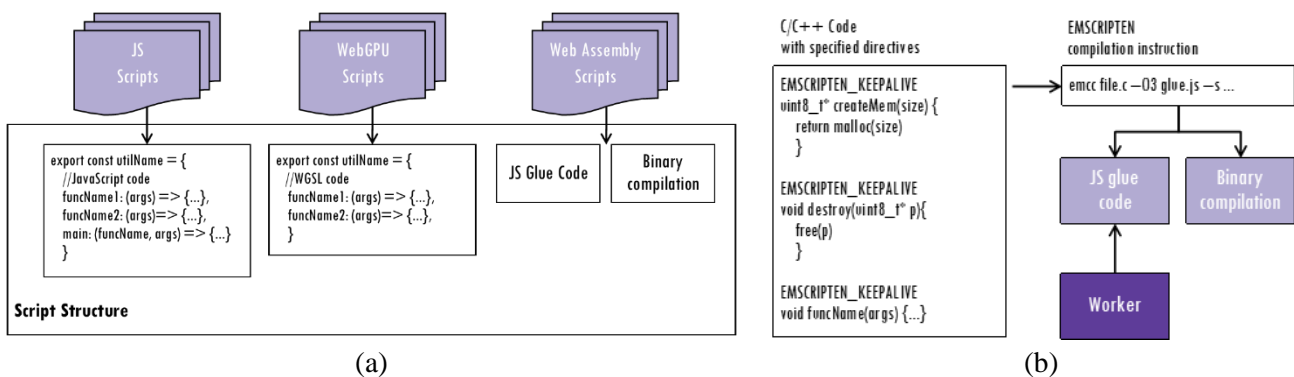 JS
Scripts
WebGPU
Scripts
Web Assembly
Scripts
export const utilName = {
//JavaScript code
funcName1: (args) => {...},
funcName2: (args)=> {...},
main: (funcName, args) => {...}
}
export const utilName = {
//WGSL code
funcName1: (args) => {...},
funcName2: (args)=> {...},
}
JS Glue Code
Binary
compilation
Script Structure
(a)
C/C++ Code
with specified directives
EMSCRIPTEN_KEEPALIVE
uint8_t* createMem(size) {
return malloc(size)
}
EMSCRIPTEN_KEEPALIVE
void destroy(uint8_t* p){
free(p)
}
EMSCRIPTEN_KEEPALIVE
void funcName(args) {...}
EMSCRIPTEN
compilation instruction
emcc file.c –O3 glue.js –s ...
JS glue
code
Binary
compilation
Worker
(b)